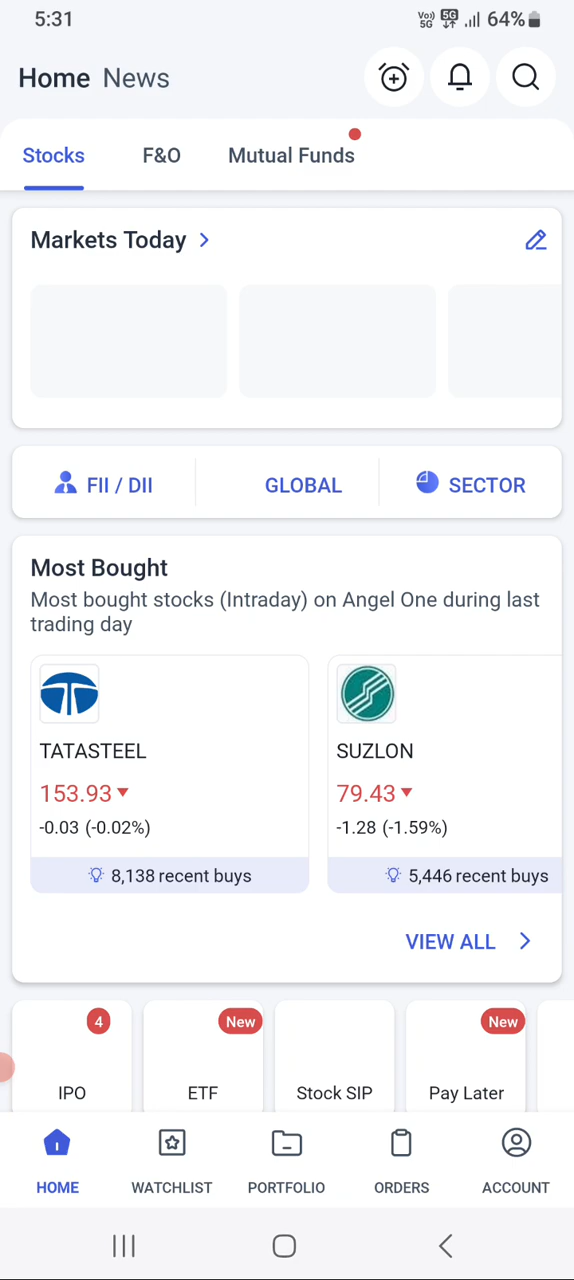 5:31
Vo)) 5G 5G 64%
Home News
Stocks F&O Mutual Funds
Markets Today
FII / DII GLOBAL SECTOR
Most Bought
Most bought stocks (Intraday) on Angel One during last
trading day
TATASTEEL SUZLON
153.93 79.43
-0.03 (-0.02%) -1.28 (-1.59%)
8,138 recent buys 5,446 recent buys
VIEW ALL
4 New New
IPO ETF Stock SIP Pay Later
HOME WATCHLIST PORTFOLIO ORDERS ACCOUNT